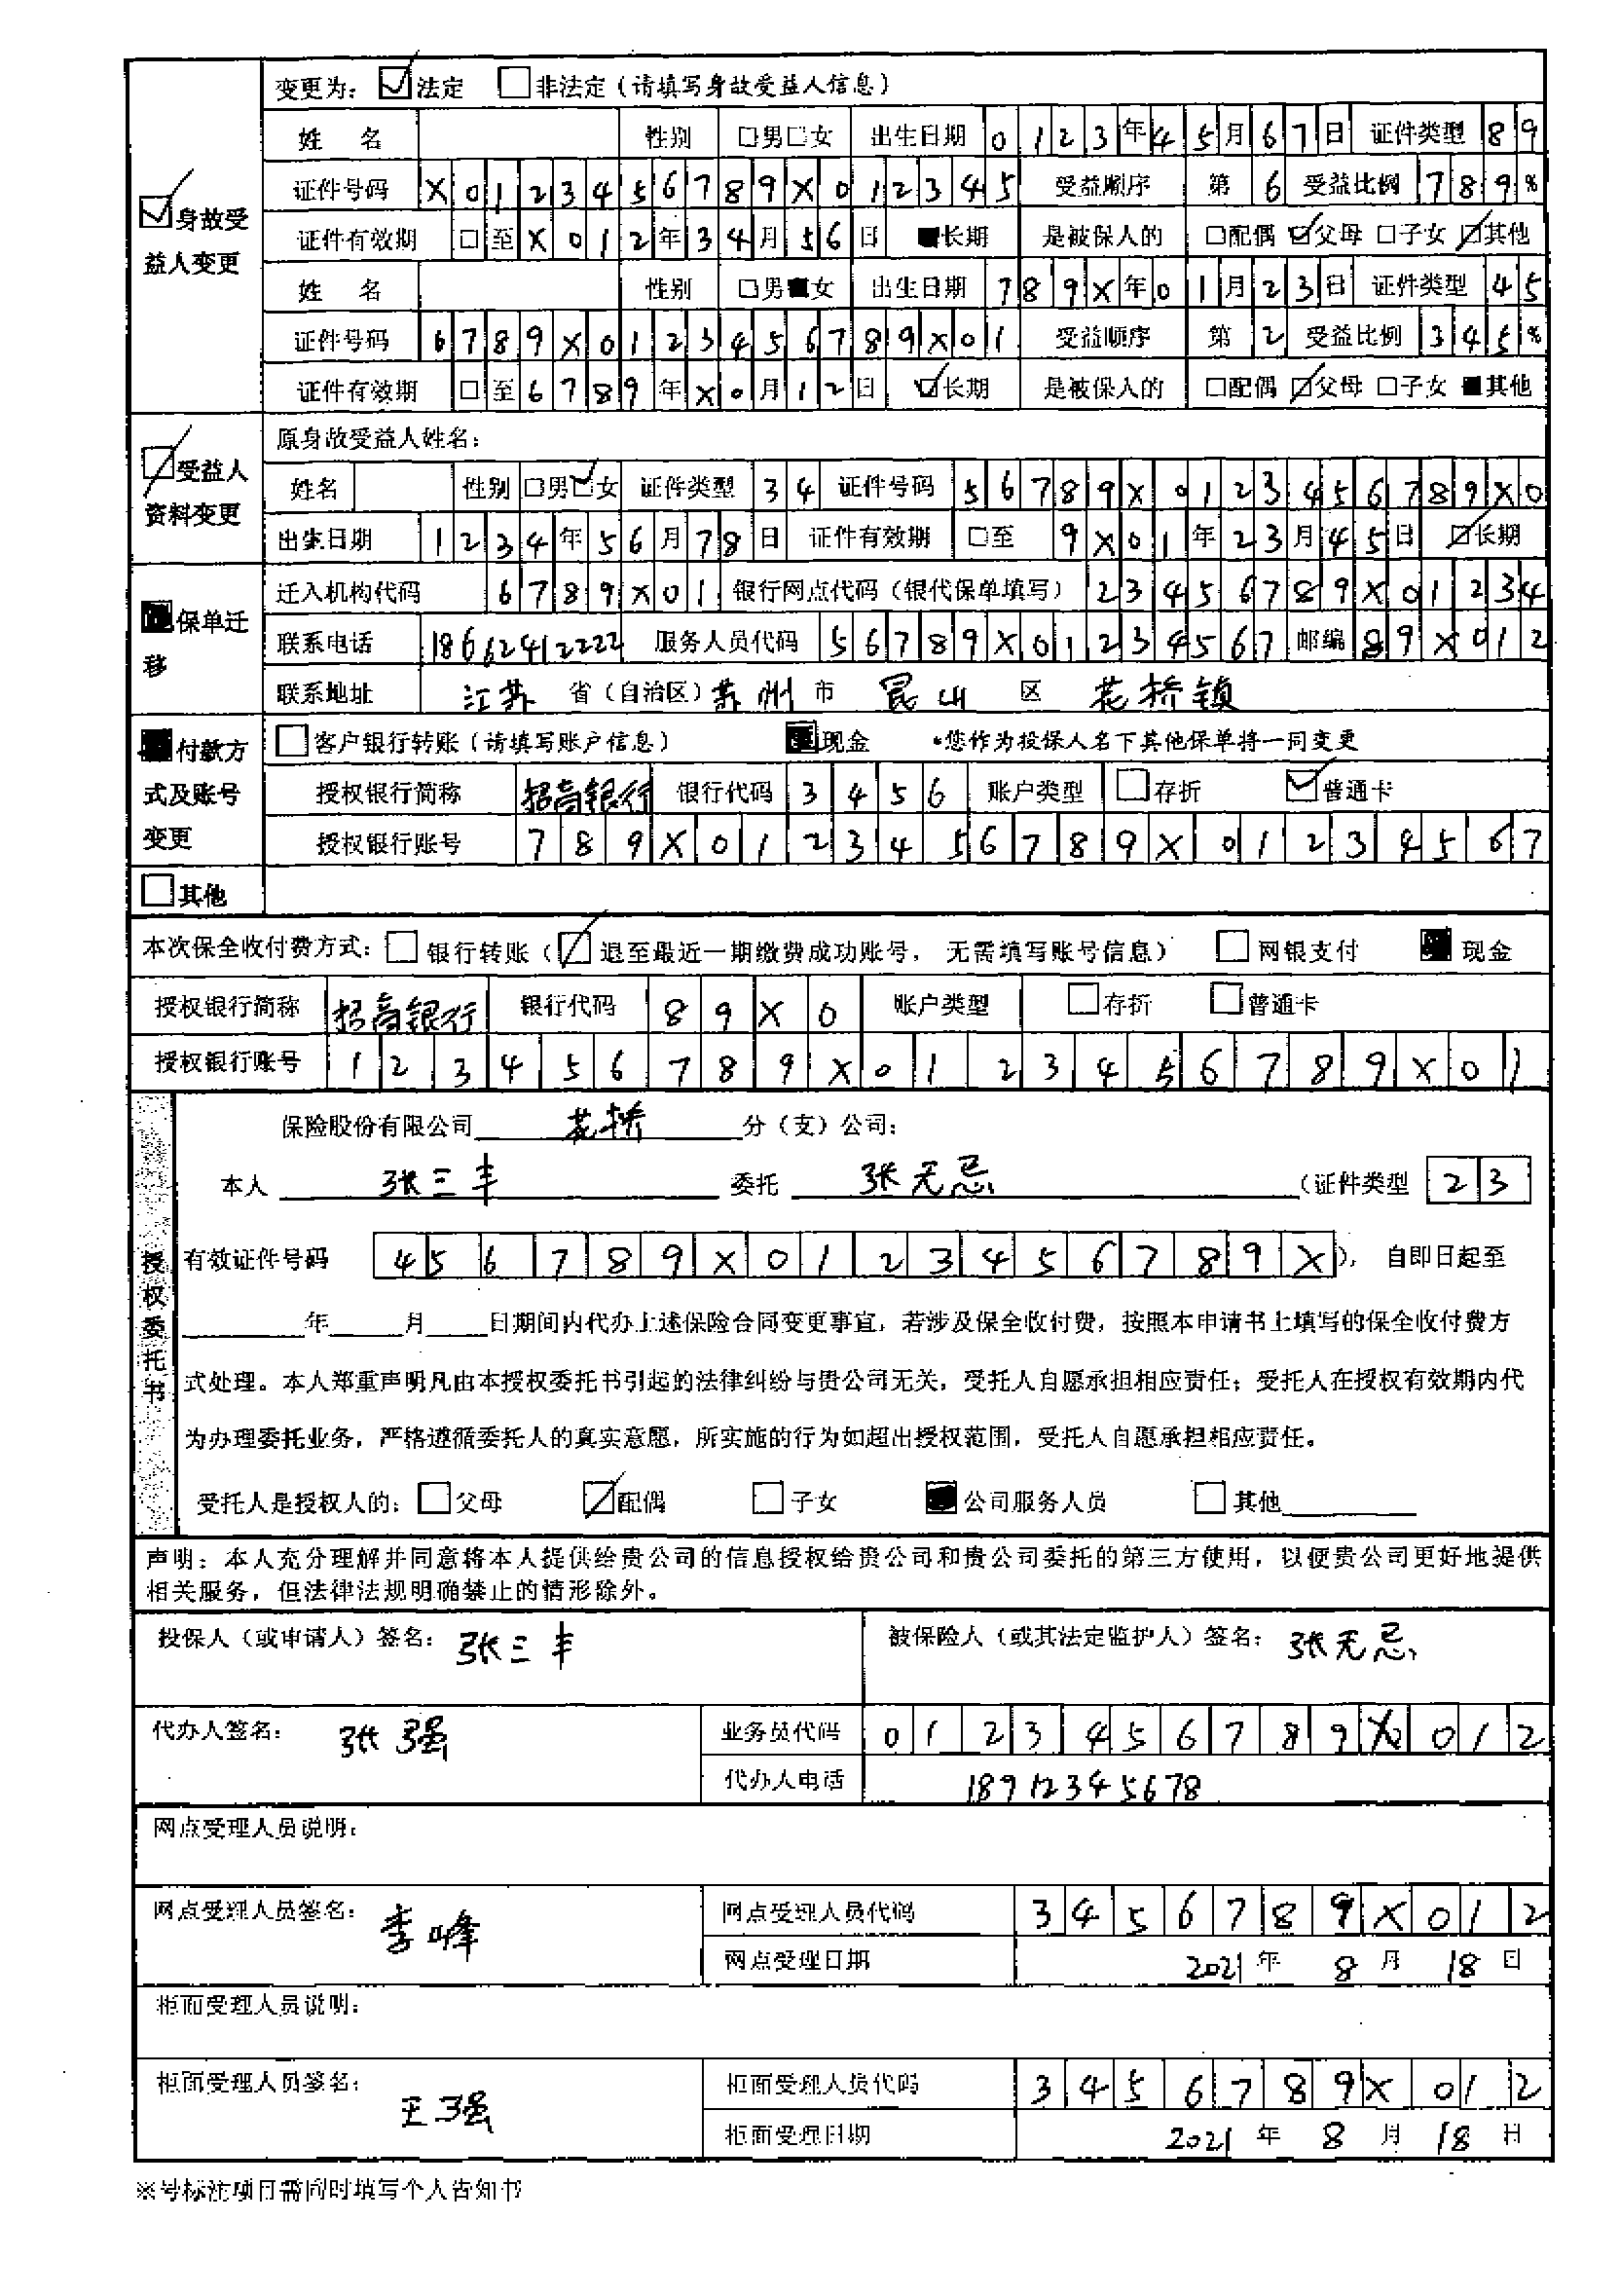 变更为：☑法定 □非法定（请填写身故受益人信息）
☑身故受益人变更
姓 名 性别 □男□女 出生日期 0123年45月67日 证件类型 89
证件号码 X0123456789X012345 受益顺序 第 6 受益比例 789%
证件有效期 □至X012年34月56日 ■长期 是被保人的 □配偶☑父母□子女☑其他
姓 名 性别 □男■女 出生日期 789X年01月23日 证件类型 45
证件号码 6789X0123456789X01 受益顺序 第 2 受益比例 345%
证件有效期 □至6789年X0月12日 ☑长期 是被保人的 □配偶☑父母□子女■其他
☑受益人资料变更
原身故受益人姓名：
姓名 性别 □男☑女 证件类型 34 证件号码 56789X0123456789X0
出生日期 1234年56月78日 证件有效期 □至 9X01年23月45日 ☑长期
■保单迁移
迁入机构代码 6789X01 银行网点代码（银代保单填写） 23456789X01234
联系电话 18662412222 服务人员代码 56789X01234567 邮编 89X012
联系地址 江苏 省（自治区）苏州 市 昆山 区 花桥镇
■付款方式及账号变更
□客户银行转账（请填写账户信息） ■现金 *您作为投保人名下其他保单将一同变更
授权银行简称 招商银行 银行代码 3456 账户类型 □存折 ☑普通卡
授权银行账号 789X0123456789X01234567
□其他
本次保全收付费方式：□银行转账（☑退至最近一期缴费成功账号，无需填写账号信息） □网银支付 ■现金
授权银行简称 招商银行 银行代码 89X0 账户类型 □存折 □普通卡
授权银行账号 123456789X0123456789X01
授权委托书
保险股份有限公司 花桥 分（支）公司：
本人 张三丰 委托 张无忌 （证件类型 23
有效证件号码 456789X0123456789X ），自即日起至
年 月 日期间内代办上述保险合同变更事宜，若涉及保全收付费，按照本申请书上填写的保全收付费方
式处理。本人郑重声明凡由本授权委托书引起的法律纠纷与贵公司无关，受托人自愿承担相应责任；受托人在授权有效期内代
为办理委托业务，严格遵循委托人的真实意愿，所实施的行为如超出授权范围，受托人自愿承担相应责任。
受托人是授权人的：□父母 ☑配偶 □子女 ■公司服务人员 □其他
声明：本人充分理解并同意将本人提供给贵公司的信息授权给贵公司和贵公司委托的第三方使用，以便贵公司更好地提供
相关服务，但法律法规明确禁止的情形除外。
投保人（或申请人）签名：张三丰 被保险人（或其法定监护人）签名：张无忌
代办人签名：张强 业务员代码 0123456789X012
代办人电话 18912345678
网点受理人员说明：
网点受理人员签名：李峰 网点受理人员代码 3456789X012
网点受理日期 2021年 8月 18日
柜面受理人员说明：
柜面受理人员签名：王强 柜面受理人员代码 3456789X012
柜面受理日期 2021年 8月 18日
※号标注项目需同时填写个人告知书